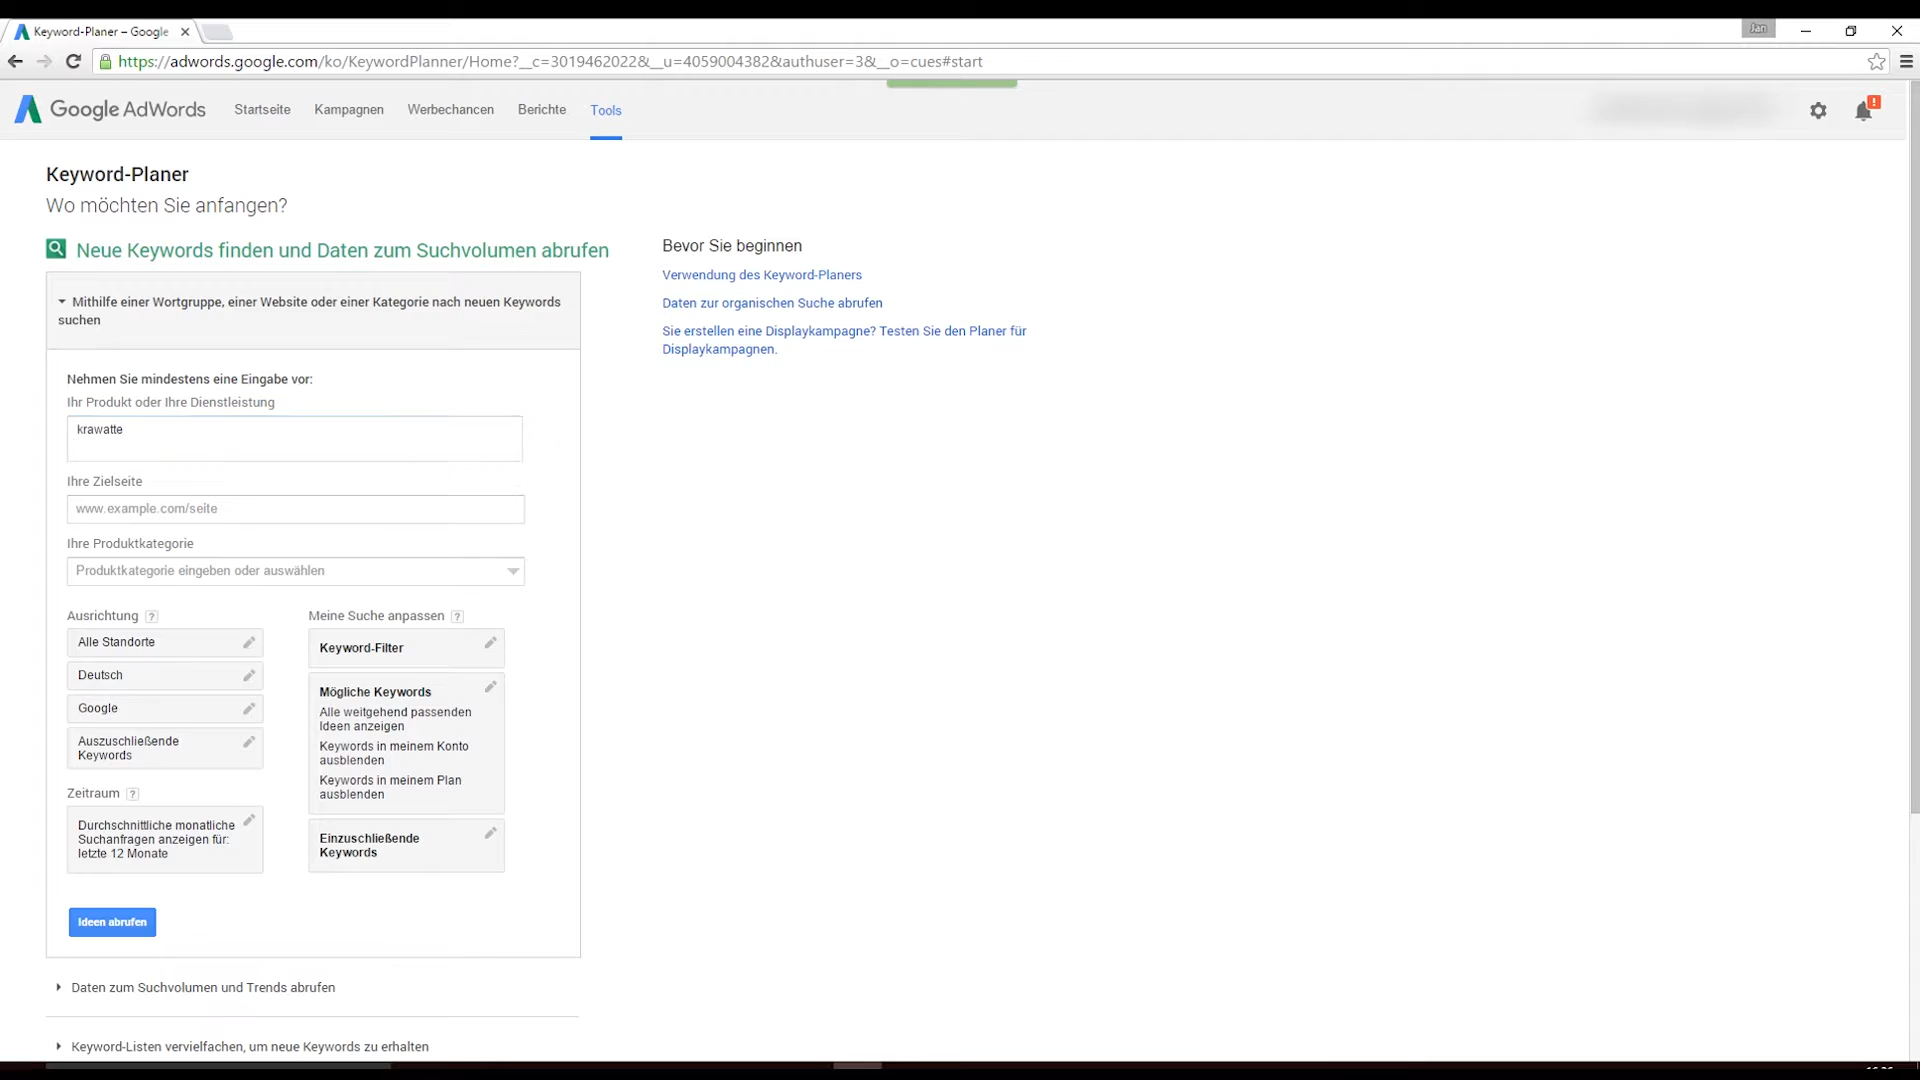 Keyword-Planer – Google
Jan
https://adwords.google.com/ko/KeywordPlanner/Home?__c=3019462022&__u=4059004382&authuser=3&__o=cues#start
Google AdWords
Startseite
Kampagnen
Werbechancen
Berichte
Tools
!
Keyword-Planer
Wo möchten Sie anfangen?
Neue Keywords finden und Daten zum Suchvolumen abrufen
Mithilfe einer Wortgruppe, einer Website oder einer Kategorie nach neuen Keywords
suchen
Nehmen Sie mindestens eine Eingabe vor:
Ihr Produkt oder Ihre Dienstleistung
krawatte
Ihre Zielseite
www.example.com/seite
Ihre Produktkategorie
Produktkategorie eingeben oder auswählen
Ausrichtung ?
Alle Standorte
Deutsch
Google
Auszuschließende
Keywords
Zeitraum ?
Durchschnittliche monatliche
Suchanfragen anzeigen für:
letzte 12 Monate
Meine Suche anpassen ?
Keyword-Filter
Mögliche Keywords
Alle weitgehend passenden
Ideen anzeigen
Keywords in meinem Konto
ausblenden
Keywords in meinem Plan
ausblenden
Einzuschließende
Keywords
Ideen abrufen
Daten zum Suchvolumen und Trends abrufen
Keyword-Listen vervielfachen, um neue Keywords zu erhalten
Bevor Sie beginnen
Verwendung des Keyword-Planers
Daten zur organischen Suche abrufen
Sie erstellen eine Displaykampagne? Testen Sie den Planer für
Displaykampagnen.